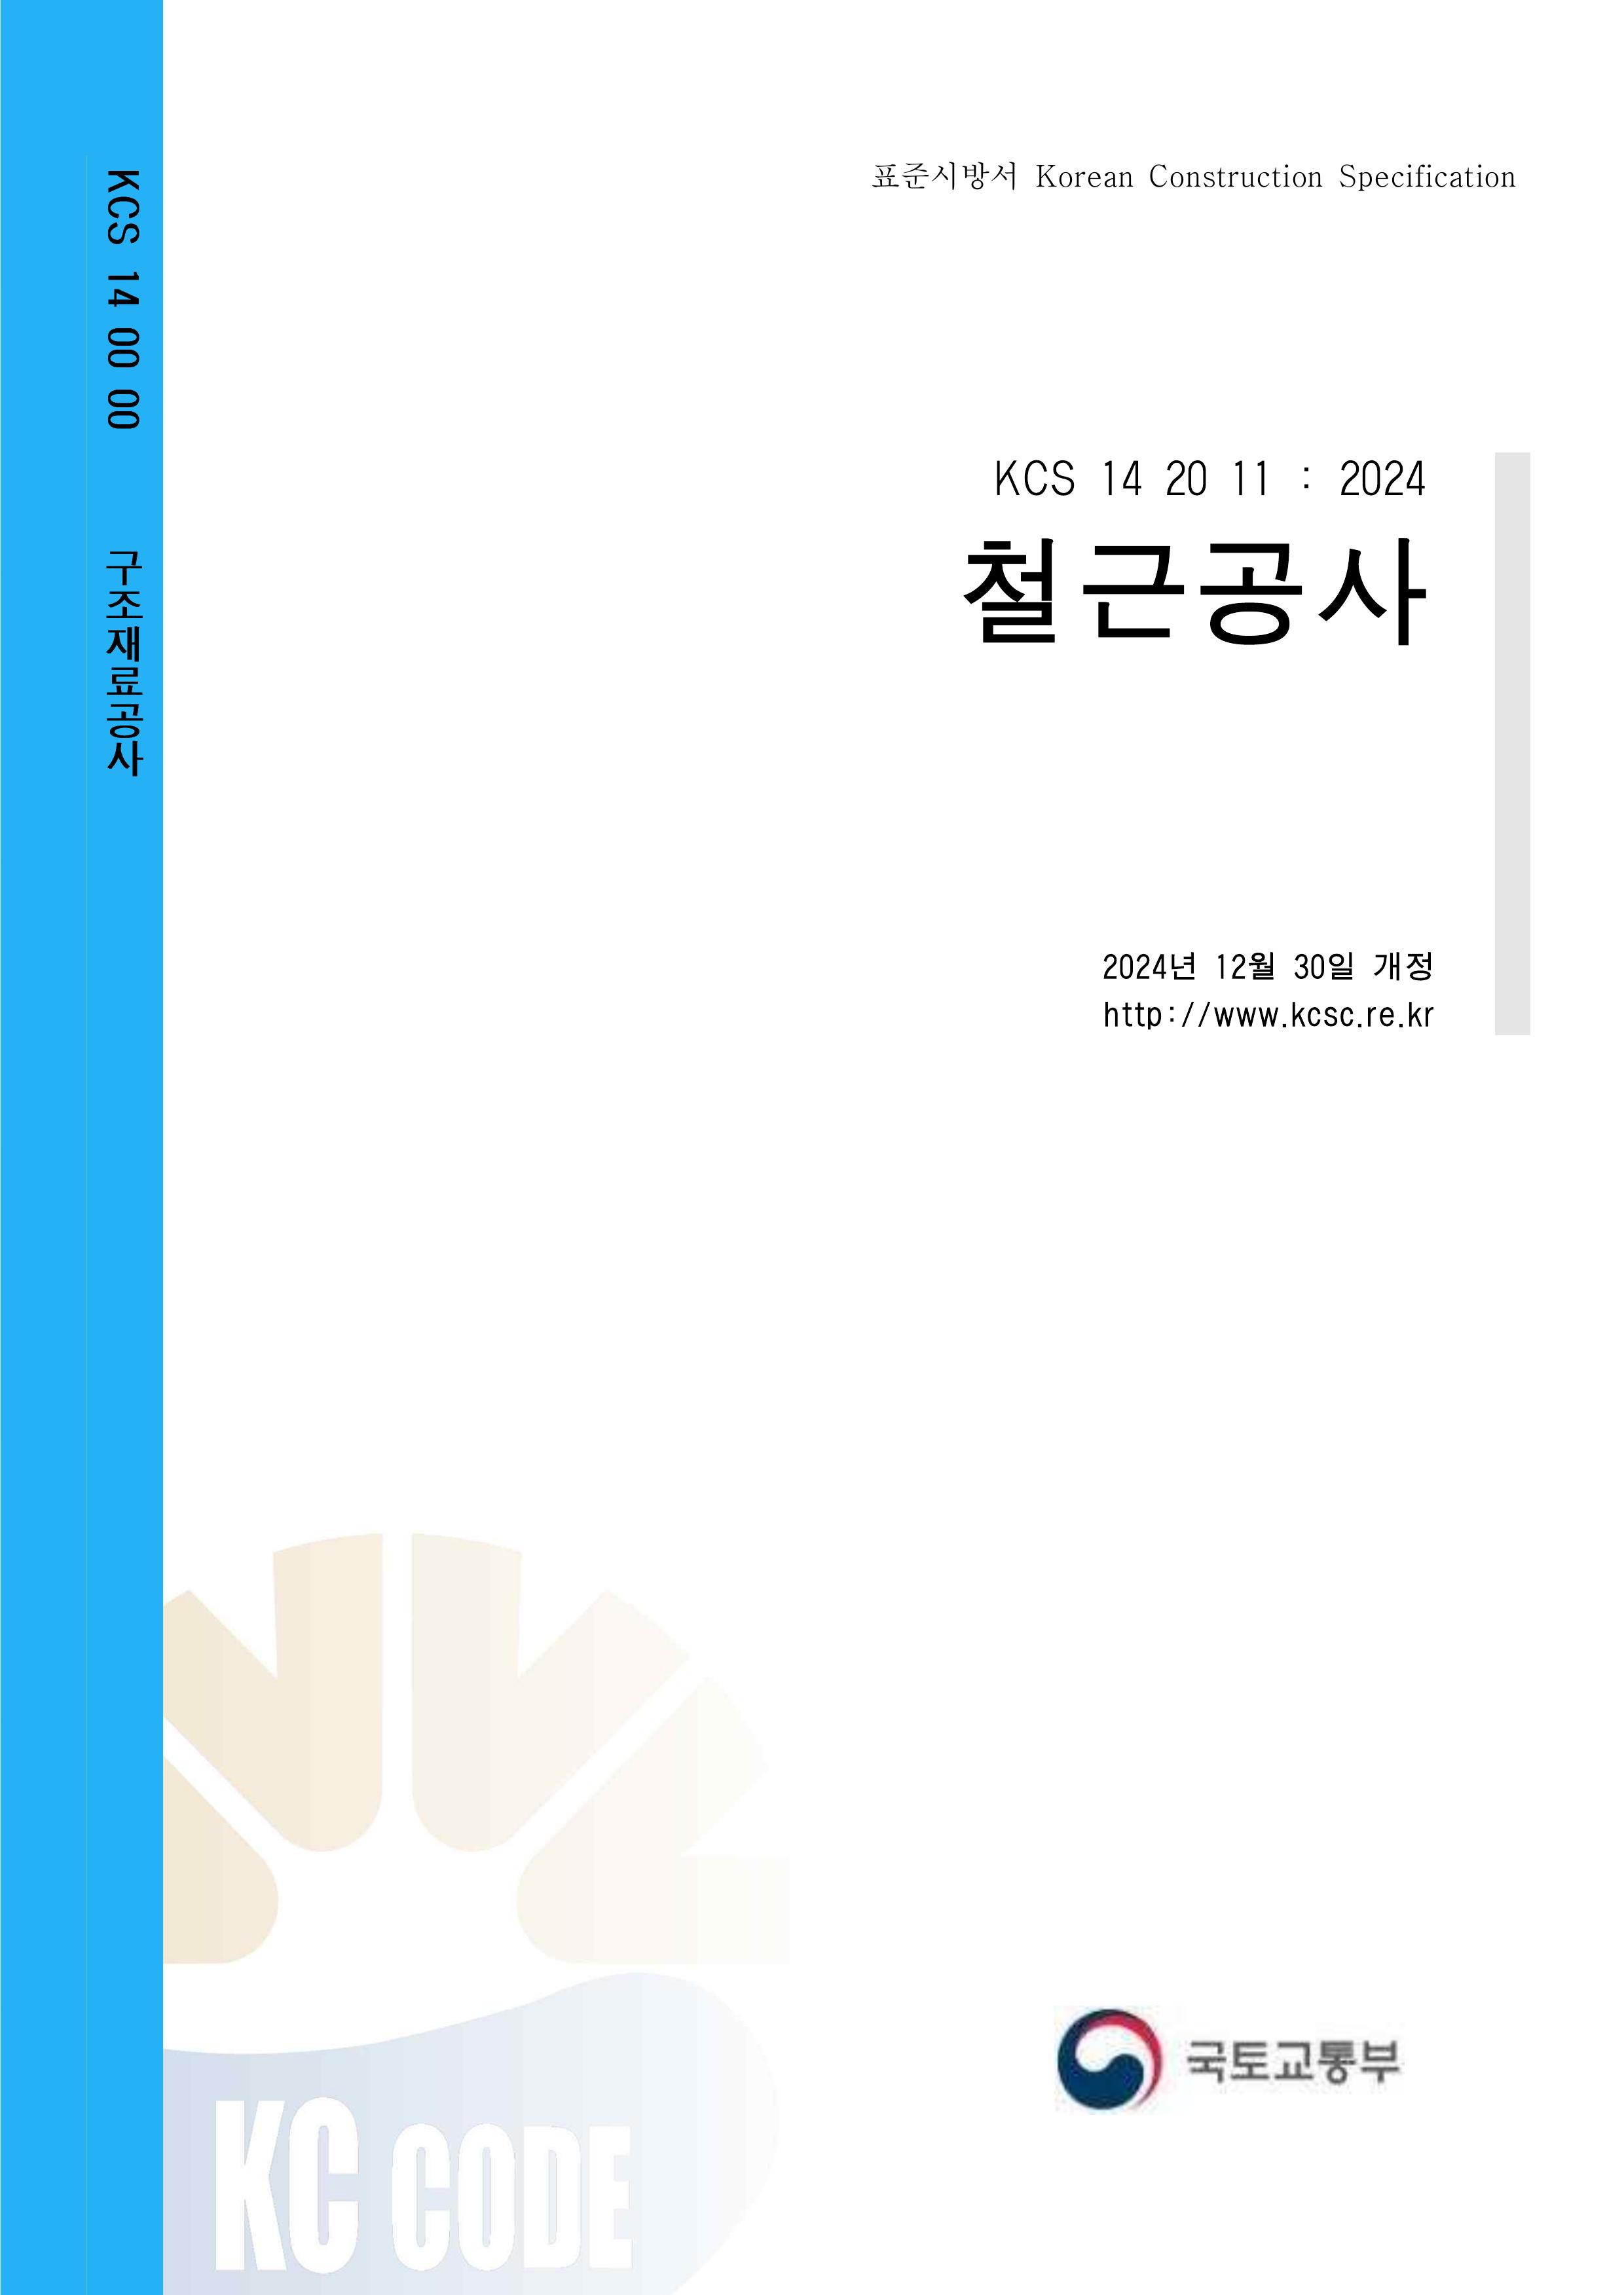 KCS 14 00 00 구조재료공사
표준시방서 Korean Construction Specification
KCS 14 20 11 : 2024
철근공사
2024년 12월 30일 개정
http://www.kcsc.re.kr
국토교통부
KC CODE